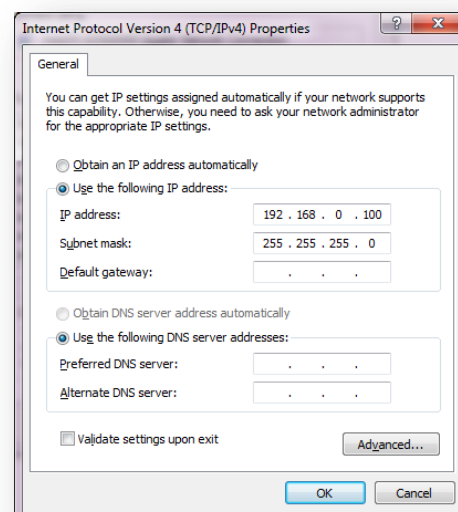 Internet Protocol Version 4 (TCP/IPv4) Properties
General
You can get IP settings assigned automatically if your network supports
this capability. Otherwise, you need to ask your network administrator
for the appropriate IP settings.
Obtain an IP address automatically
Use the following IP address:
IP address: 192 . 168 . 0 . 100
Subnet mask: 255 . 255 . 255 . 0
Default gateway: . . .
Obtain DNS server address automatically
Use the following DNS server addresses:
Preferred DNS server: . . .
Alternate DNS server: . . .
Validate settings upon exit
Advanced...
OK Cancel